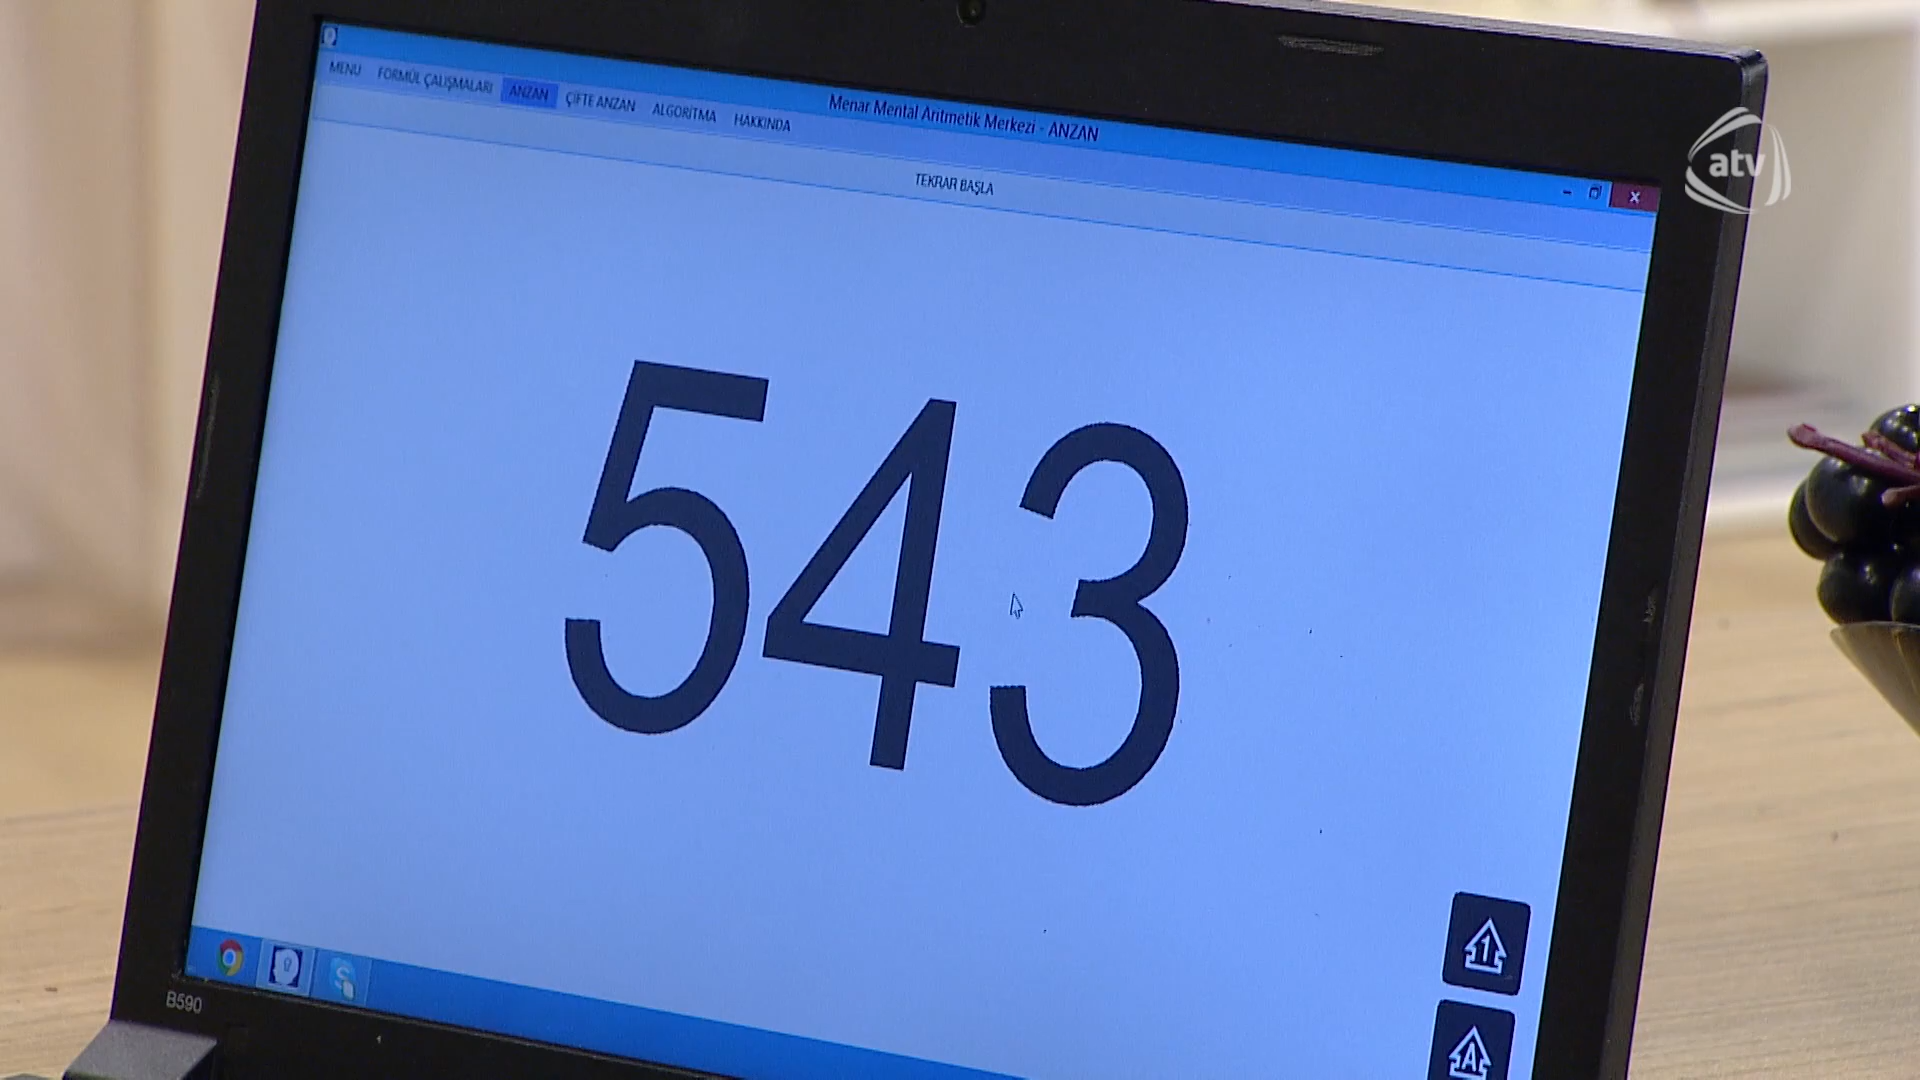 Menar Mental Aritmetik Merkezi - ANZAN
MENU FORMÜL ÇALIŞMALARI ANZAN ÇİFTE ANZAN ALGORİTMA HAKKINDA
TEKRAR BAŞLA
atv
543
1
A
B590